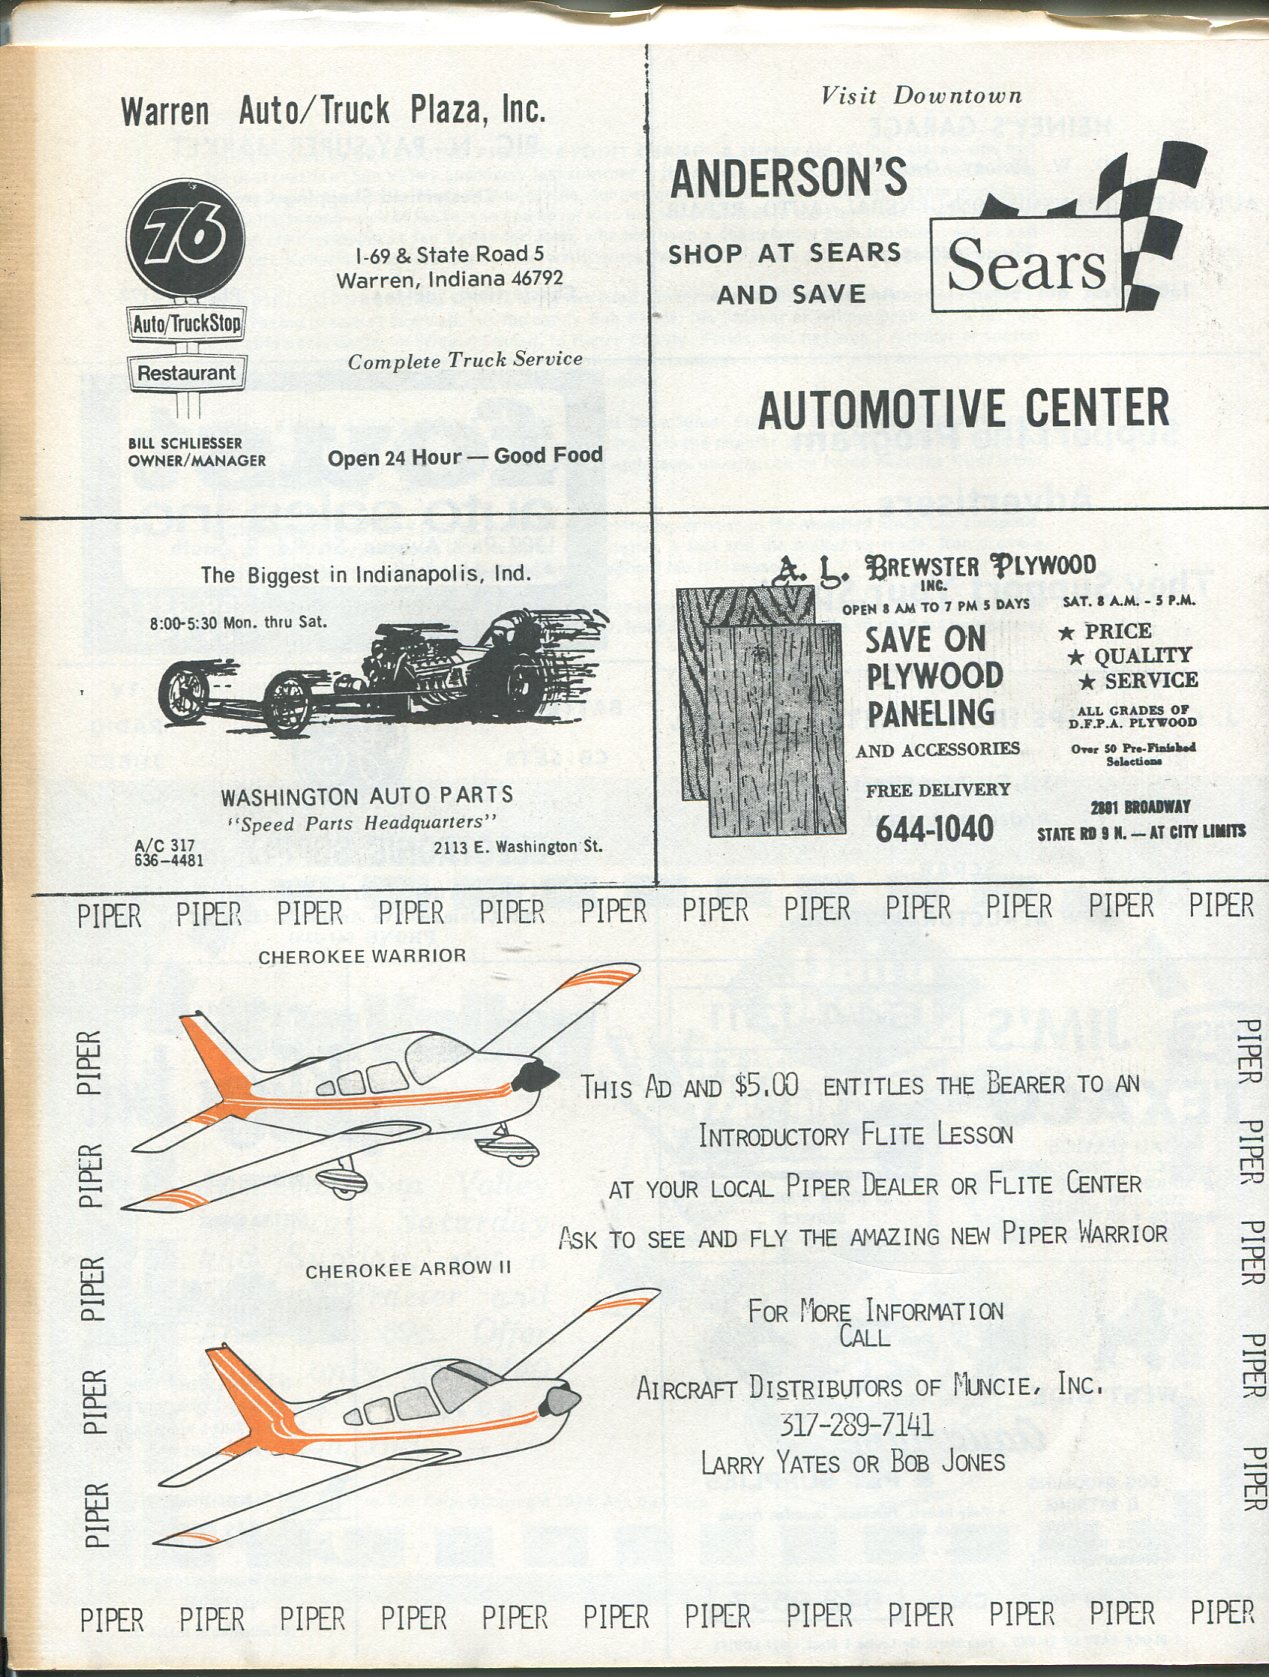 Warren Auto/Truck Plaza, Inc.
76
Auto/TruckStop
Restaurant
I-69 & State Road 5
Warren, Indiana 46792
Complete Truck Service
BILL SCHLIESSER
OWNER/MANAGER
Open 24 Hour — Good Food
Visit Downtown
ANDERSON'S
SHOP AT SEARS
AND SAVE
Sears
AUTOMOTIVE CENTER
The Biggest in Indianapolis, Ind.
8:00-5:30 Mon. thru Sat.
WASHINGTON AUTO PARTS
"Speed Parts Headquarters"
A/C 317
636-4481
2113 E. Washington St.
A. L. BREWSTER PLYWOOD
INC.
OPEN 8 AM TO 7 PM 5 DAYS
SAT. 8 A.M. - 5 P.M.
SAVE ON
PLYWOOD
PANELING
AND ACCESSORIES
FREE DELIVERY
644-1040
★ PRICE
★ QUALITY
★ SERVICE
ALL GRADES OF
D.F.P.A. PLYWOOD
Over 50 Pre-Finished
Selections
2801 BROADWAY
STATE RD 9 N. — AT CITY LIMITS
PIPER PIPER PIPER PIPER PIPER PIPER PIPER PIPER PIPER PIPER PIPER PIPER
CHEROKEE WARRIOR
PIPER
PIPER
PIPER
PIPER
PIPER
THIS AD AND $5.00 ENTITLES THE BEARER TO AN
INTRODUCTORY FLITE LESSON
AT YOUR LOCAL PIPER DEALER OR FLITE CENTER
ASK TO SEE AND FLY THE AMAZING NEW PIPER WARRIOR
CHEROKEE ARROW II
FOR MORE INFORMATION
CALL
AIRCRAFT DISTRIBUTORS OF MUNCIE, INC.
317-289-7141
LARRY YATES OR BOB JONES
PIPER
PIPER
PIPER
PIPER
PIPER
PIPER PIPER PIPER PIPER PIPER PIPER PIPER PIPER PIPER PIPER PIPER PIPER